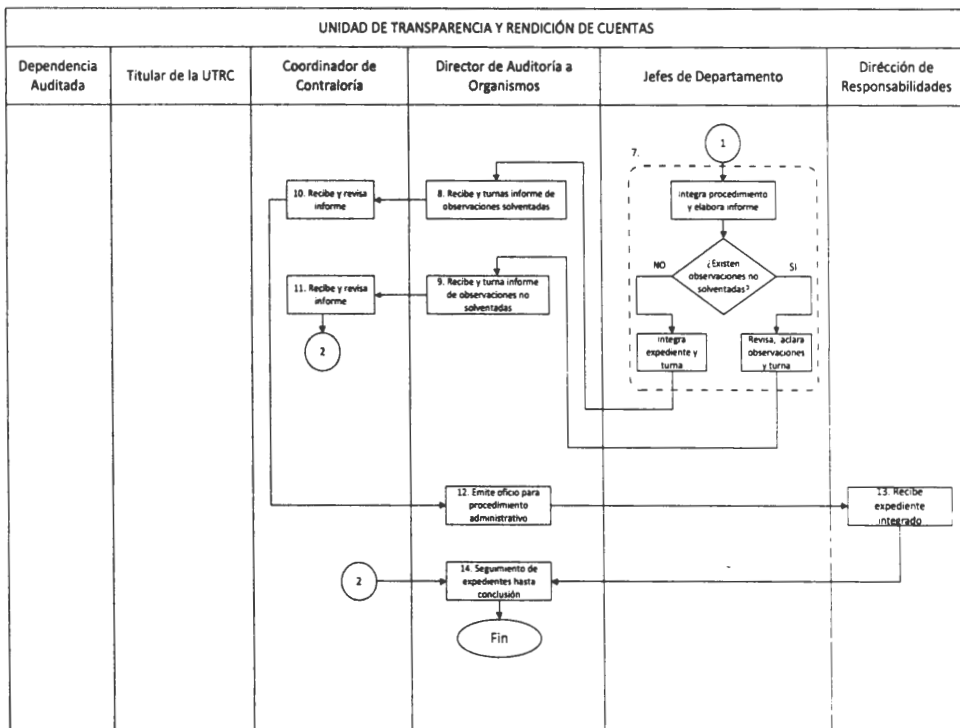 UNIDAD DE TRANSPARENCIA Y RENDICIÓN DE CUENTAS
Dependencia
Auditada
Titular de la UTRC
Coordinador de
Contraloría
Director de Auditoría a
Organismos
Jefes de Departamento
Dirección de
Responsabilidades
1
7.
Integra procedimiento
y elabora informe
¿Existen
observaciones no
solventadas?
NO
SI
Integra
expediente y
turna
Revisa, aclara
observaciones
y turna
8. Recibe y turnas informe de
observaciones solventadas
10. Recibe y revisa
informe
9. Recibe y turna informe
de observaciones no
solventadas
11. Recibe y revisa
informe
2
12. Emite oficio para
procedimiento
administrativo
13. Recibe
expediente
integrado
2
14. Seguimiento de
expedientes hasta
conclusión
Fin